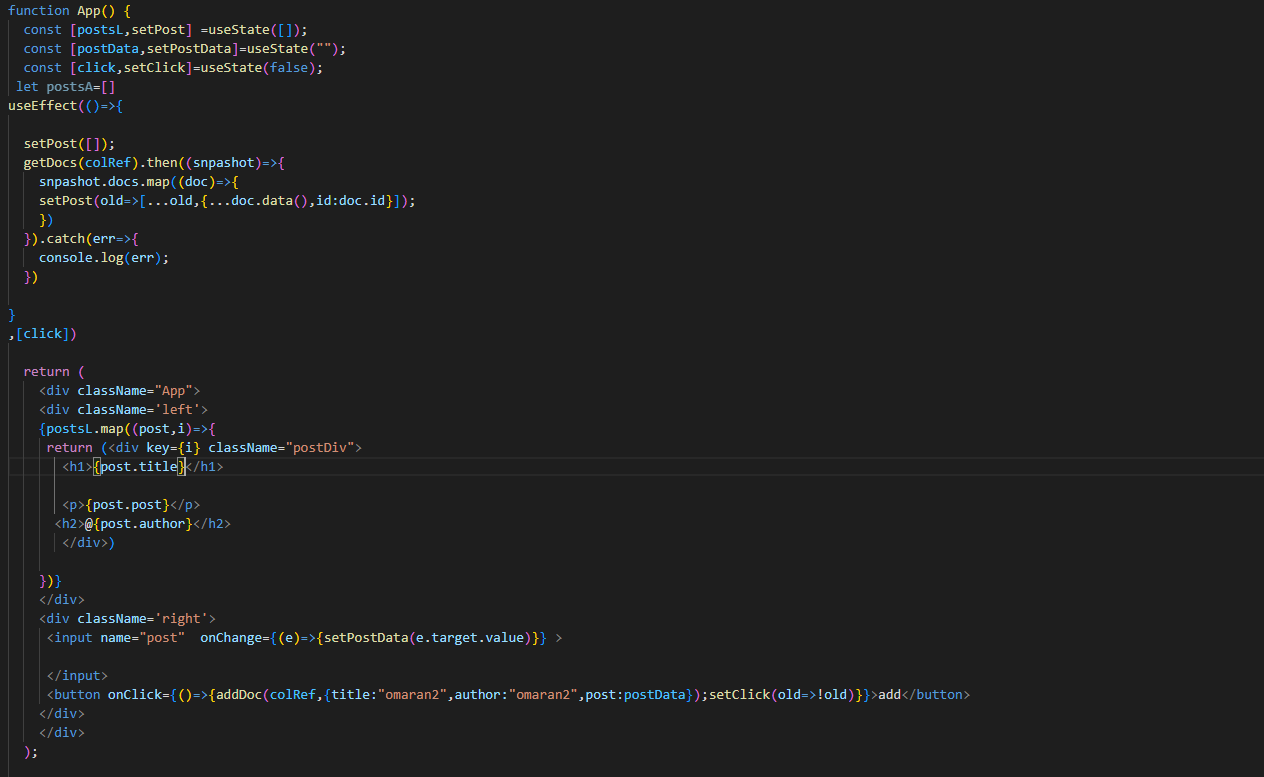 function App() {
const [postsL,setPost] =useState([]);
const [postData,setPostData]=useState("");
const [click,setClick]=useState(false);
let postsA=[]
useEffect(()=>{
setPost([]);
getDocs(colRef).then((snpashot)=>{
snpashot.docs.map((doc)=>{
setPost(old=>[...old,{...doc.data(),id:doc.id}]);
})
}).catch(err=>{
console.log(err);
})
}
,[click])
return (
<div className="App">
<div className='left'>
{postsL.map((post,i)=>{
return (<div key={i} className="postDiv">
<h1>{post.title}</h1>
<p>{post.post}</p>
<h2>@{post.author}</h2>
</div>)
})}
</div>
<div className='right'>
<input name="post"  onChange={(e)=>{setPostData(e.target.value)}} >
</input>
<button onClick={()=>{addDoc(colRef,{title:"omaran2",author:"omaran2",post:postData});setClick(old=>!old)}}>add</button>
</div>
</div>
);